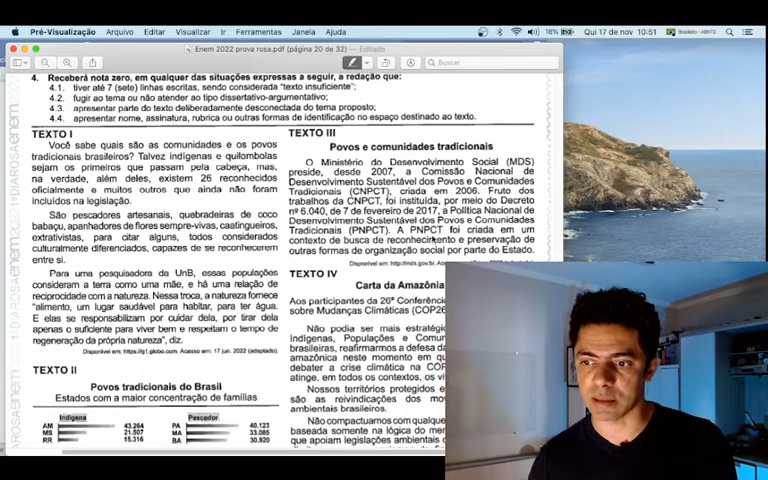 Pré-Visualização Arquivo Editar Visualizar Ir Ferramentas Janela Ajuda
16% Qui 17 de nov 10:51 Brasileiro - ABNT2
Enem 2022 prova rosa.pdf (página 20 de 32) — Editado
Buscar
4. Receberá nota zero, em qualquer das situações expressas a seguir, a redação que:
4.1. tiver até 7 (sete) linhas escritas, sendo considerada "texto insuficiente";
4.2. fugir ao tema ou não atender ao tipo dissertativo-argumentativo;
4.3. apresentar parte do texto deliberadamente desconectada do tema proposto;
4.4. apresentar nome, assinatura, rubrica ou outras formas de identificação no espaço destinado ao texto.
TEXTO I
Você sabe quais são as comunidades e os povos
tradicionais brasileiros? Talvez indígenas e quilombolas
sejam os primeiros que passam pela cabeça, mas,
na verdade, além deles, existem 26 reconhecidos
oficialmente e muitos outros que ainda não foram
incluídos na legislação.
São pescadores artesanais, quebradeiras de coco
babaçu, apanhadores de flores sempre-vivas, caatingueiros,
extrativistas, para citar alguns, todos considerados
culturalmente diferenciados, capazes de se reconhecerem
entre si.
Para uma pesquisadora da UnB, essas populações
consideram a terra como uma mãe, e há uma relação de
reciprocidade com a natureza. Nessa troca, a natureza fornece
"alimento, um lugar saudável para habitar, para ter água.
E elas se responsabilizam por cuidar dela, por tirar dela
apenas o suficiente para viver bem e respeitam o tempo de
regeneração da própria natureza", diz.
Disponível em: https://g1.globo.com. Acesso em: 17 jun. 2022 (adaptado)
TEXTO II
Povos tradicionais do Brasil
Estados com a maior concentração de famílias
Indígena Pescador
AM 43.264 PA 40.123
MS 21.507 MA 33.085
RR 15.316 BA 30.920
TEXTO III
Povos e comunidades tradicionais
O Ministério do Desenvolvimento Social (MDS)
preside, desde 2007, a Comissão Nacional de
Desenvolvimento Sustentável dos Povos e Comunidades
Tradicionais (CNPCT), criada em 2006. Fruto dos
trabalhos da CNPCT, foi instituída, por meio do Decreto
nº 6.040, de 7 de fevereiro de 2017, a Política Nacional de
Desenvolvimento Sustentável dos Povos e Comunidades
Tradicionais (PNPCT). A PNPCT foi criada em um
contexto de busca de reconhecimento e preservação de
outras formas de organização social por parte do Estado.
Disponível em: http://mds.gov.br.
TEXTO IV
Carta da Amazônia
Aos participantes da 26ª Conferência
sobre Mudanças Climáticas (COP26
Não podia ser mais estratégic
Indígenas, Populações e Comu
brasileiras, reafirmarmos a defesa da
amazônica neste momento em qu
debater a crise climática na COP
atinge, em todos os contexto, os v
Nossos territórios protegidos e
são as reivindicações dos mov
ambientais brasileiros.
Não compactuamos com qualque
baseada somente na lógica do mer
que apoiam legislações ambientais